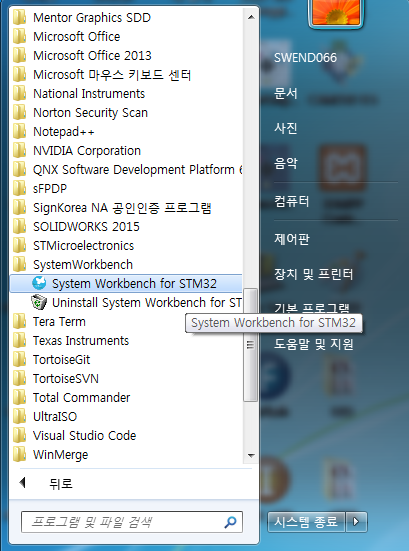 Mentor Graphics SDD
Microsoft Office
Microsoft Office 2013
Microsoft 마우스 키보드 센터
National Instruments
Norton Security Scan
Notepad++
NVIDIA Corporation
QNX Software Development Platform 6
sFPDP
SignKorea NA 공인인증 프로그램
SOLIDWORKS 2015
STMicroelectronics
SystemWorkbench
System Workbench for STM32
Uninstall System Workbench for ST
Tera Term
Texas Instruments
TortoiseGit
TortoiseSVN
Total Commander
UltraISO
Visual Studio Code
WinMerge
뒤로
프로그램 및 파일 검색
SWEND066
문서
사진
음악
컴퓨터
제어판
장치 및 프린터
기본 프로그램
System Workbench for STM32
도움말 및 지원
시스템 종료